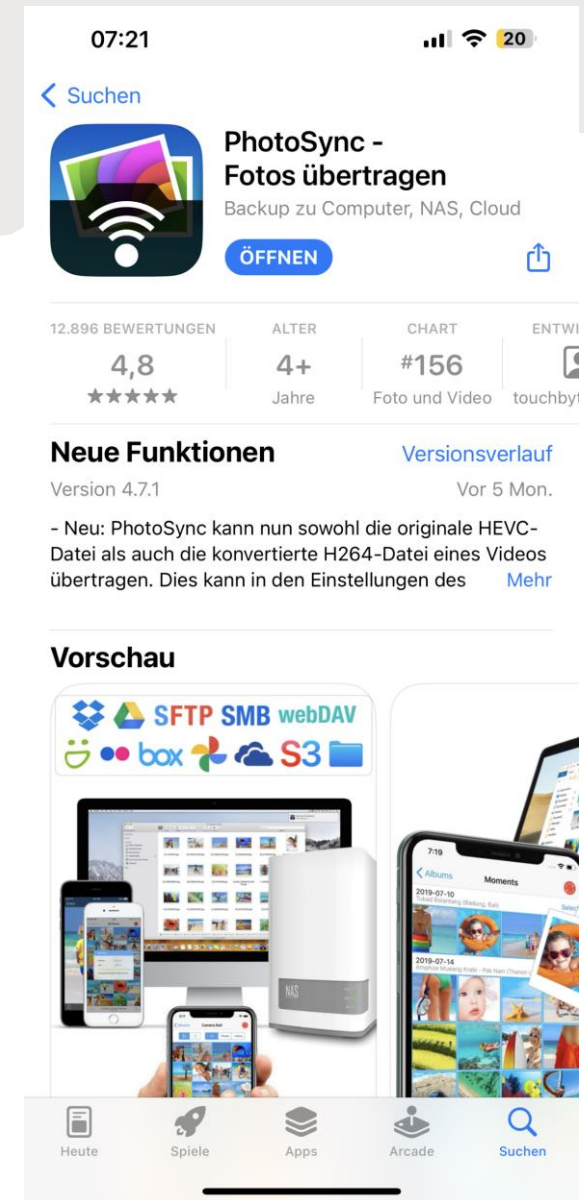 07:21
20
Suchen
PhotoSync -
Fotos übertragen
Backup zu Computer, NAS, Cloud
ÖFFNEN
12.896 BEWERTUNGEN
ALTER
CHART
ENTWI
4,8
4+
#156
Jahre
Foto und Video
touchbyt
Neue Funktionen
Versionsverlauf
Version 4.7.1
Vor 5 Mon.
- Neu: PhotoSync kann nun sowohl die originale HEVC-
Datei als auch die konvertierte H264-Datei eines Videos
übertragen. Dies kann in den Einstellungen des
Mehr
Vorschau
SFTP SMB webDAV
box
S3
NAS
Camera Roll
7:19
Albums
Moments
Select
2019-07-10
2019-07-14
Heute
Spiele
Apps
Arcade
Suchen